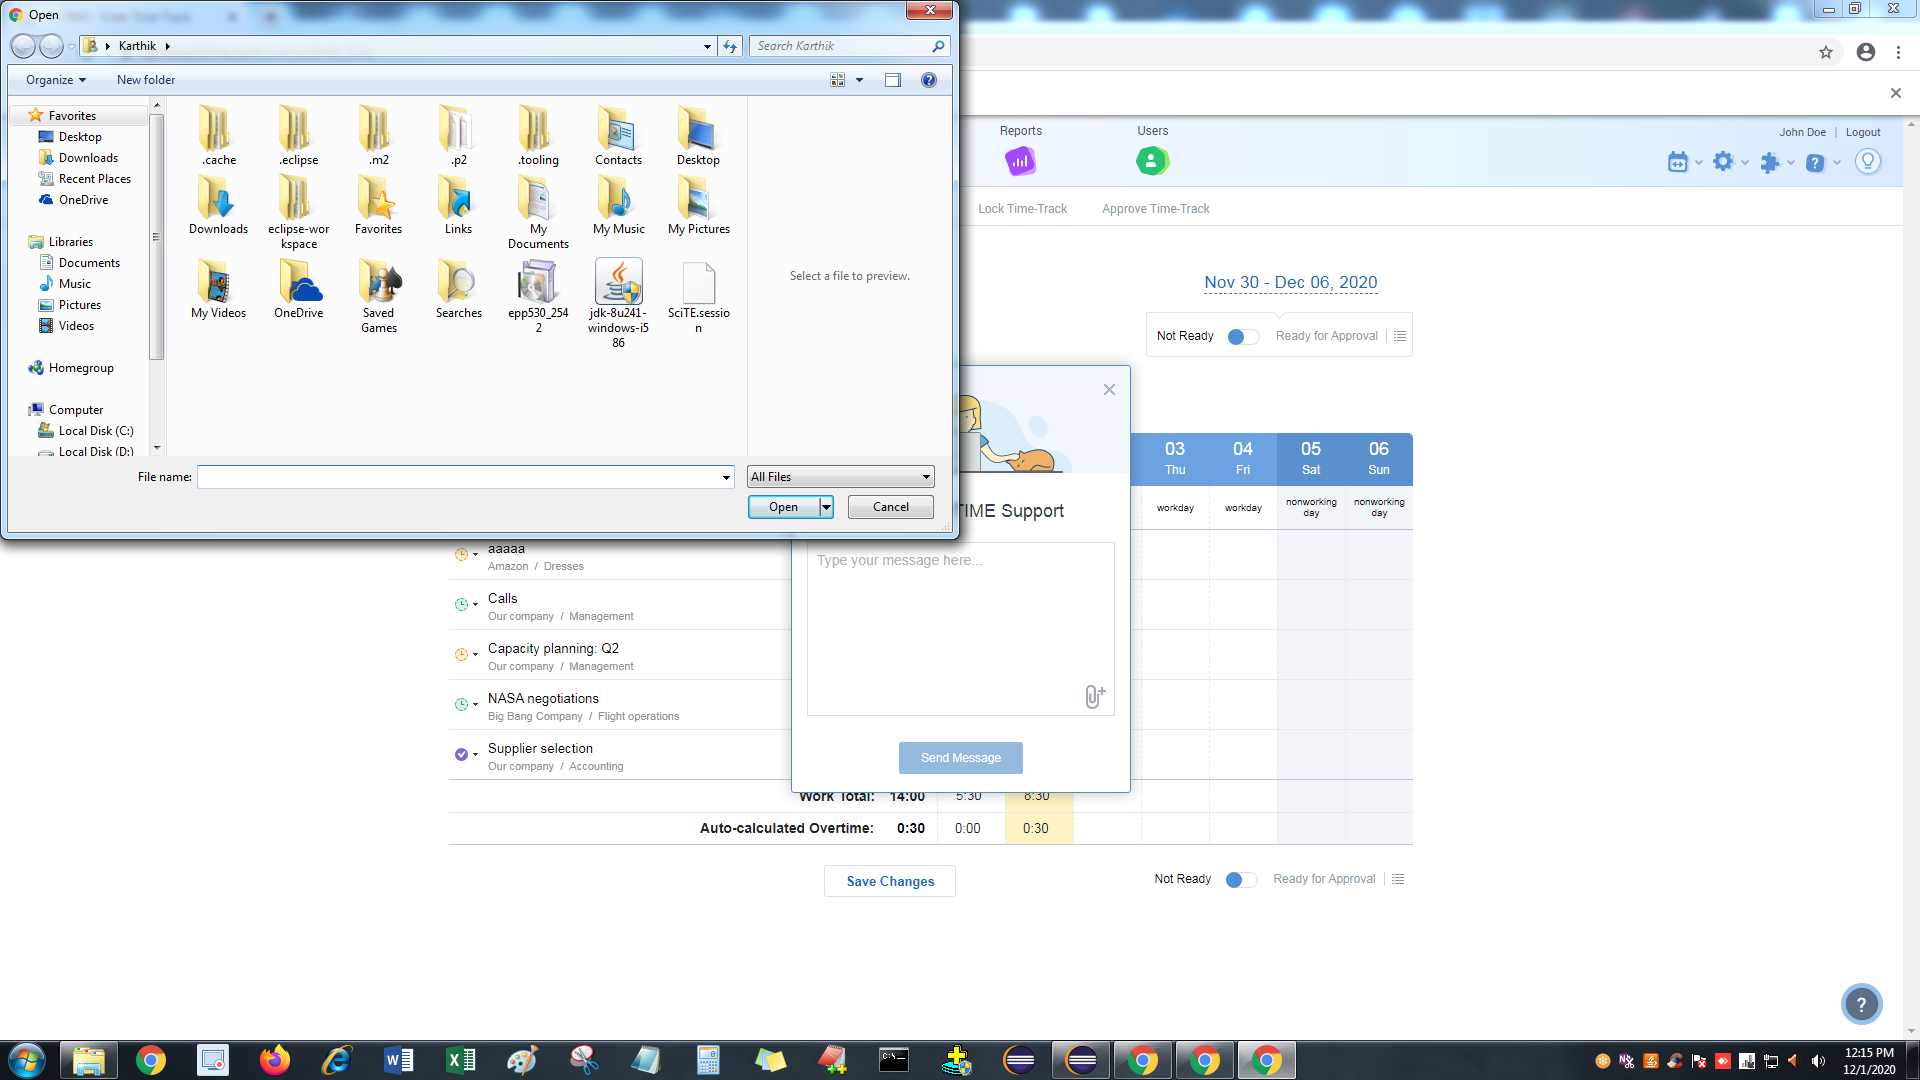 Open
Karthik
Search Karthik
Organize
New folder
Favorites
Desktop
Downloads
Recent Places
OneDrive
Libraries
Documents
Music
Pictures
Videos
Homegroup
Computer
Local Disk (C:)
Local Disk (D:)
.cache
.eclipse
.m2
.p2
.tooling
Contacts
Desktop
Downloads
eclipse-wor
kspace
Favorites
Links
My
Documents
My Music
My Pictures
My Videos
OneDrive
Saved
Games
Searches
epp530_254
2
jdk-8u241-
windows-i5
86
SciTE.sessio
n
Select a file to preview.
File name:
All Files
Open
Cancel
Reports
Users
John Doe
Logout
Lock Time-Track
Approve Time-Track
Nov 30 - Dec 06, 2020
Not Ready
Ready for Approval
03
Thu
04
Fri
05
Sat
06
Sun
workday
workday
nonworking
day
nonworking
day
TIME Support
Type your message here...
Send Message
aaaaa
Amazon / Dresses
Calls
Our company / Management
Capacity planning: Q2
Our company / Management
NASA negotiations
Big Bang Company / Flight operations
Supplier selection
Our company / Accounting
Work Total: 14:00 5:30 8:30
Auto-calculated Overtime: 0:30 0:00 0:30
Save Changes
Not Ready
Ready for Approval
12:15 PM
12/1/2020